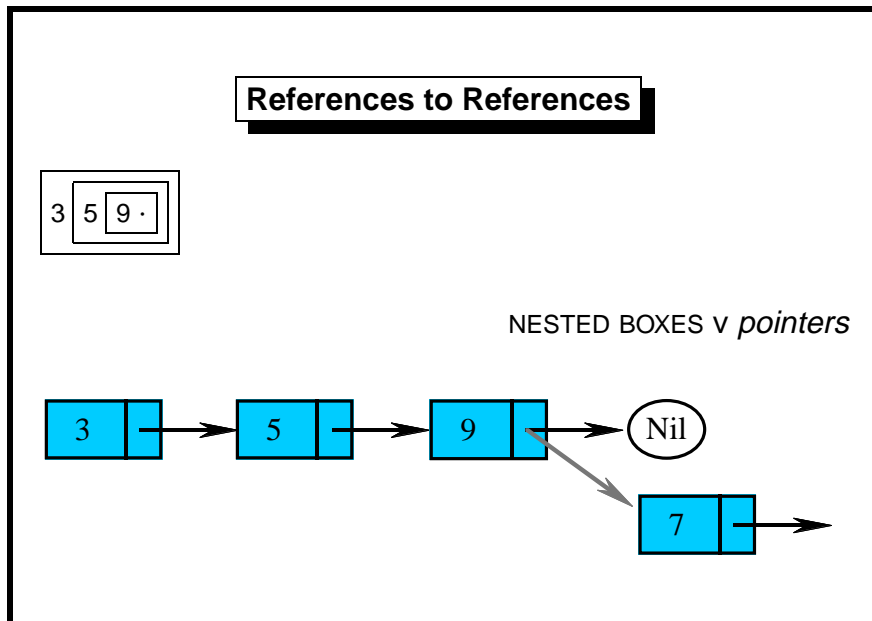 References to References
3 5 9 ·
NESTED BOXES v pointers
3 5 9 Nil
7